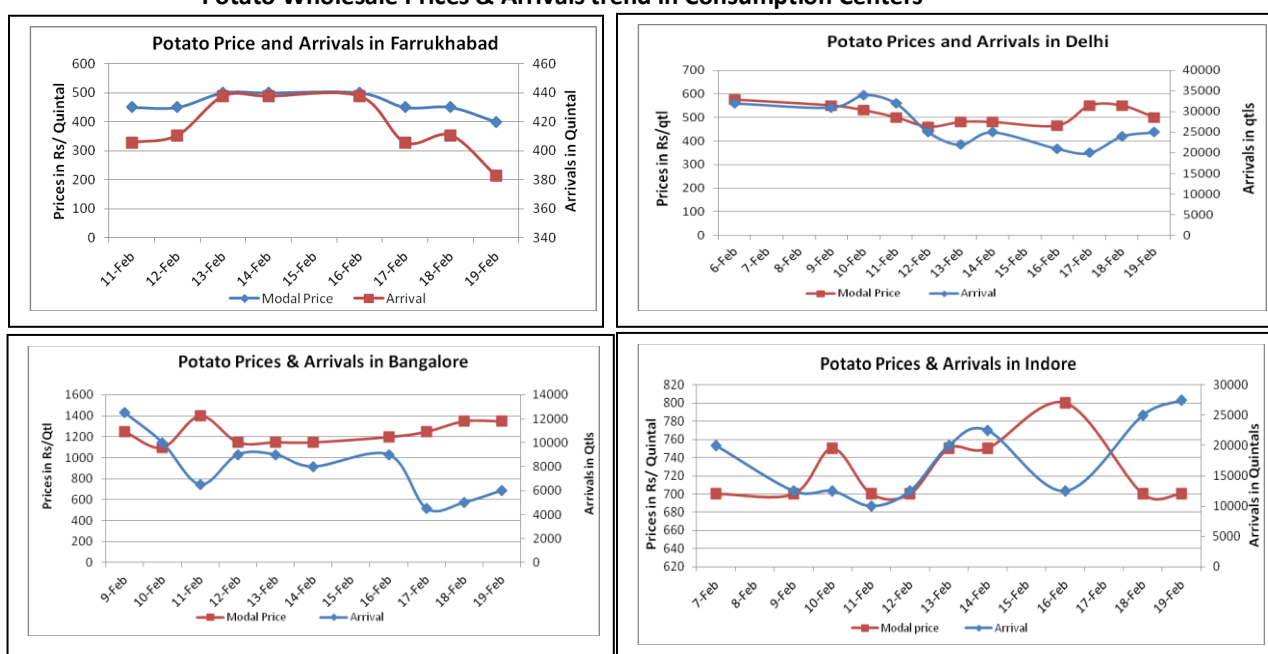 Potato Wholesale Prices & Arrivals trend in Consumption Centers
Potato Price and Arrivals in Farrukhabad
Prices in Rs/ Quintal
600
500
400
300
200
100
0
460
440
420
400
380
360
340
Arrivals in Quintal
11-Feb
12-Feb
13-Feb
14-Feb
15-Feb
16-Feb
17-Feb
18-Feb
19-Feb
Modal Price Arrival
Potato Prices and Arrivals in Delhi
Prices in Rs/qtl
700
600
500
400
300
200
100
0
40000
35000
30000
25000
20000
15000
10000
5000
0
Arrivals in qtls
6-Feb
7-Feb
8-Feb
9-Feb
10-Feb
11-Feb
12-Feb
13-Feb
14-Feb
15-Feb
16-Feb
17-Feb
18-Feb
19-Feb
Modal Price Arrival
Potato Prices & Arrivals in Bangalore
Prices in Rs/Qtl
1600
1400
1200
1000
800
600
400
200
0
14000
12000
10000
8000
6000
4000
2000
0
Arrivals in Qtls
9-Feb
10-Feb
11-Feb
12-Feb
13-Feb
14-Feb
15-Feb
16-Feb
17-Feb
18-Feb
19-Feb
Modal Price Arrival
Potato Prices & Arrivals in Indore
Prices in Rs/ Quintal
820
800
780
760
740
720
700
680
660
640
620
30000
25000
20000
15000
10000
5000
0
Arrivals in Quintals
7-Feb
8-Feb
9-Feb
10-Feb
11-Feb
12-Feb
13-Feb
14-Feb
15-Feb
16-Feb
17-Feb
18-Feb
19-Feb
Modal price Arrival